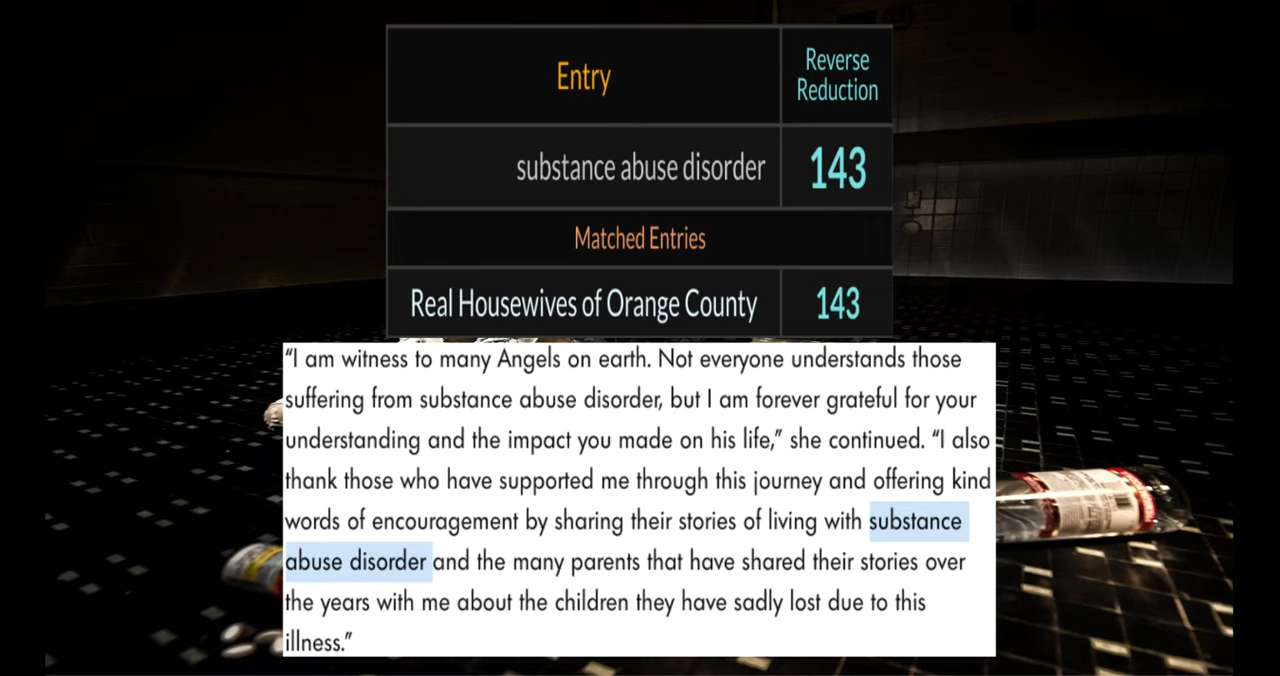 Entry
Reverse
Reduction
substance abuse disorder
143
Matched Entries
Real Housewives of Orange County
143
“I am witness to many Angels on earth. Not everyone understands those
suffering from substance abuse disorder, but I am forever grateful for your
understanding and the impact you made on his life,” she continued. “I also
thank those who have supported me through this journey and offering kind
words of encouragement by sharing their stories of living with substance
abuse disorder and the many parents that have shared their stories over
the years with me about the children they have sadly lost due to this
illness.”